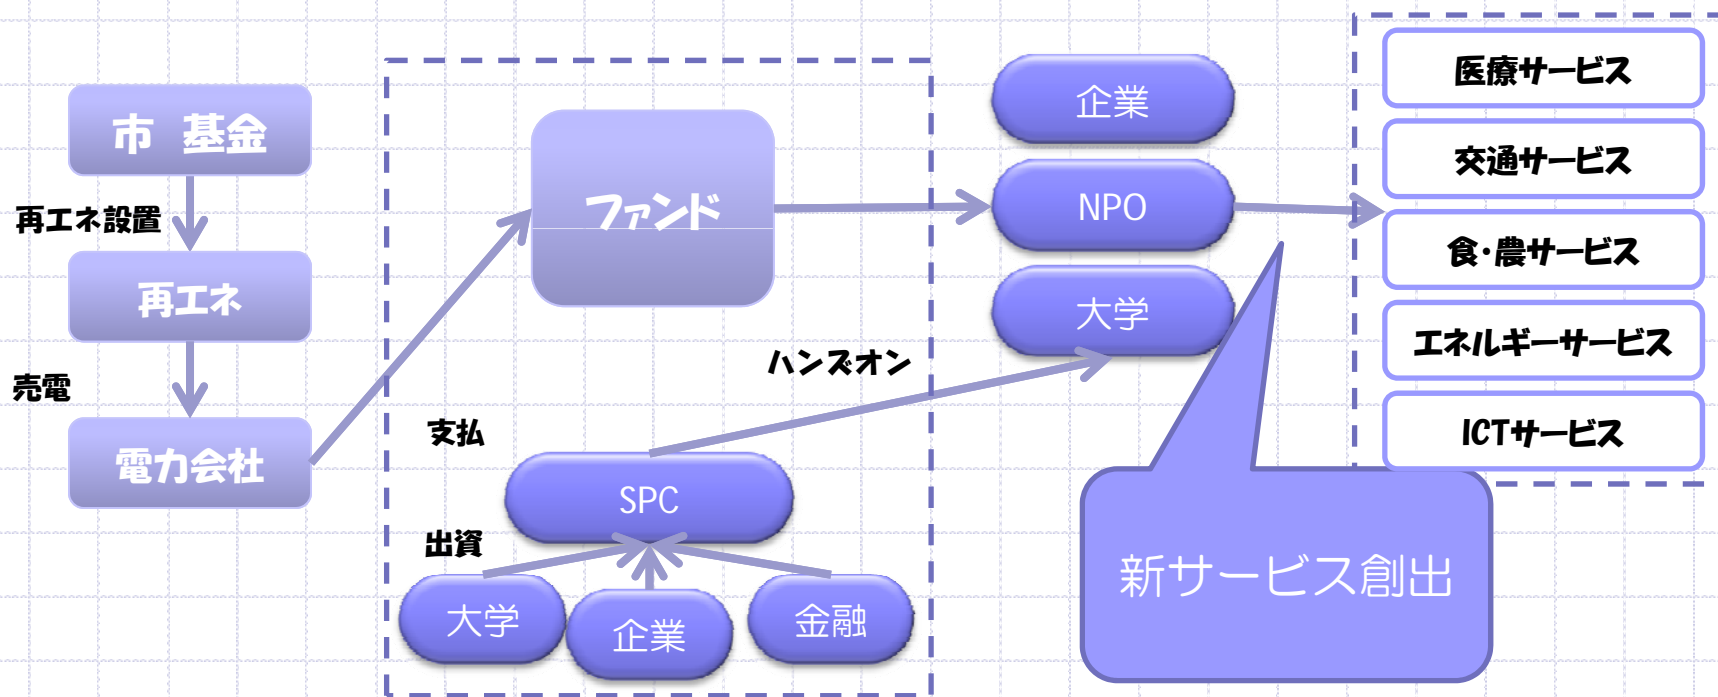 市 基金
再エネ設置
再エネ
売電
電力会社
ファンド
ハンズオン
支払
SPC
出資
大学
企業
金融
企業
NPO
大学
新サービス創出
医療サービス
交通サービス
食・農サービス
エネルギーサービス
ICTサービス